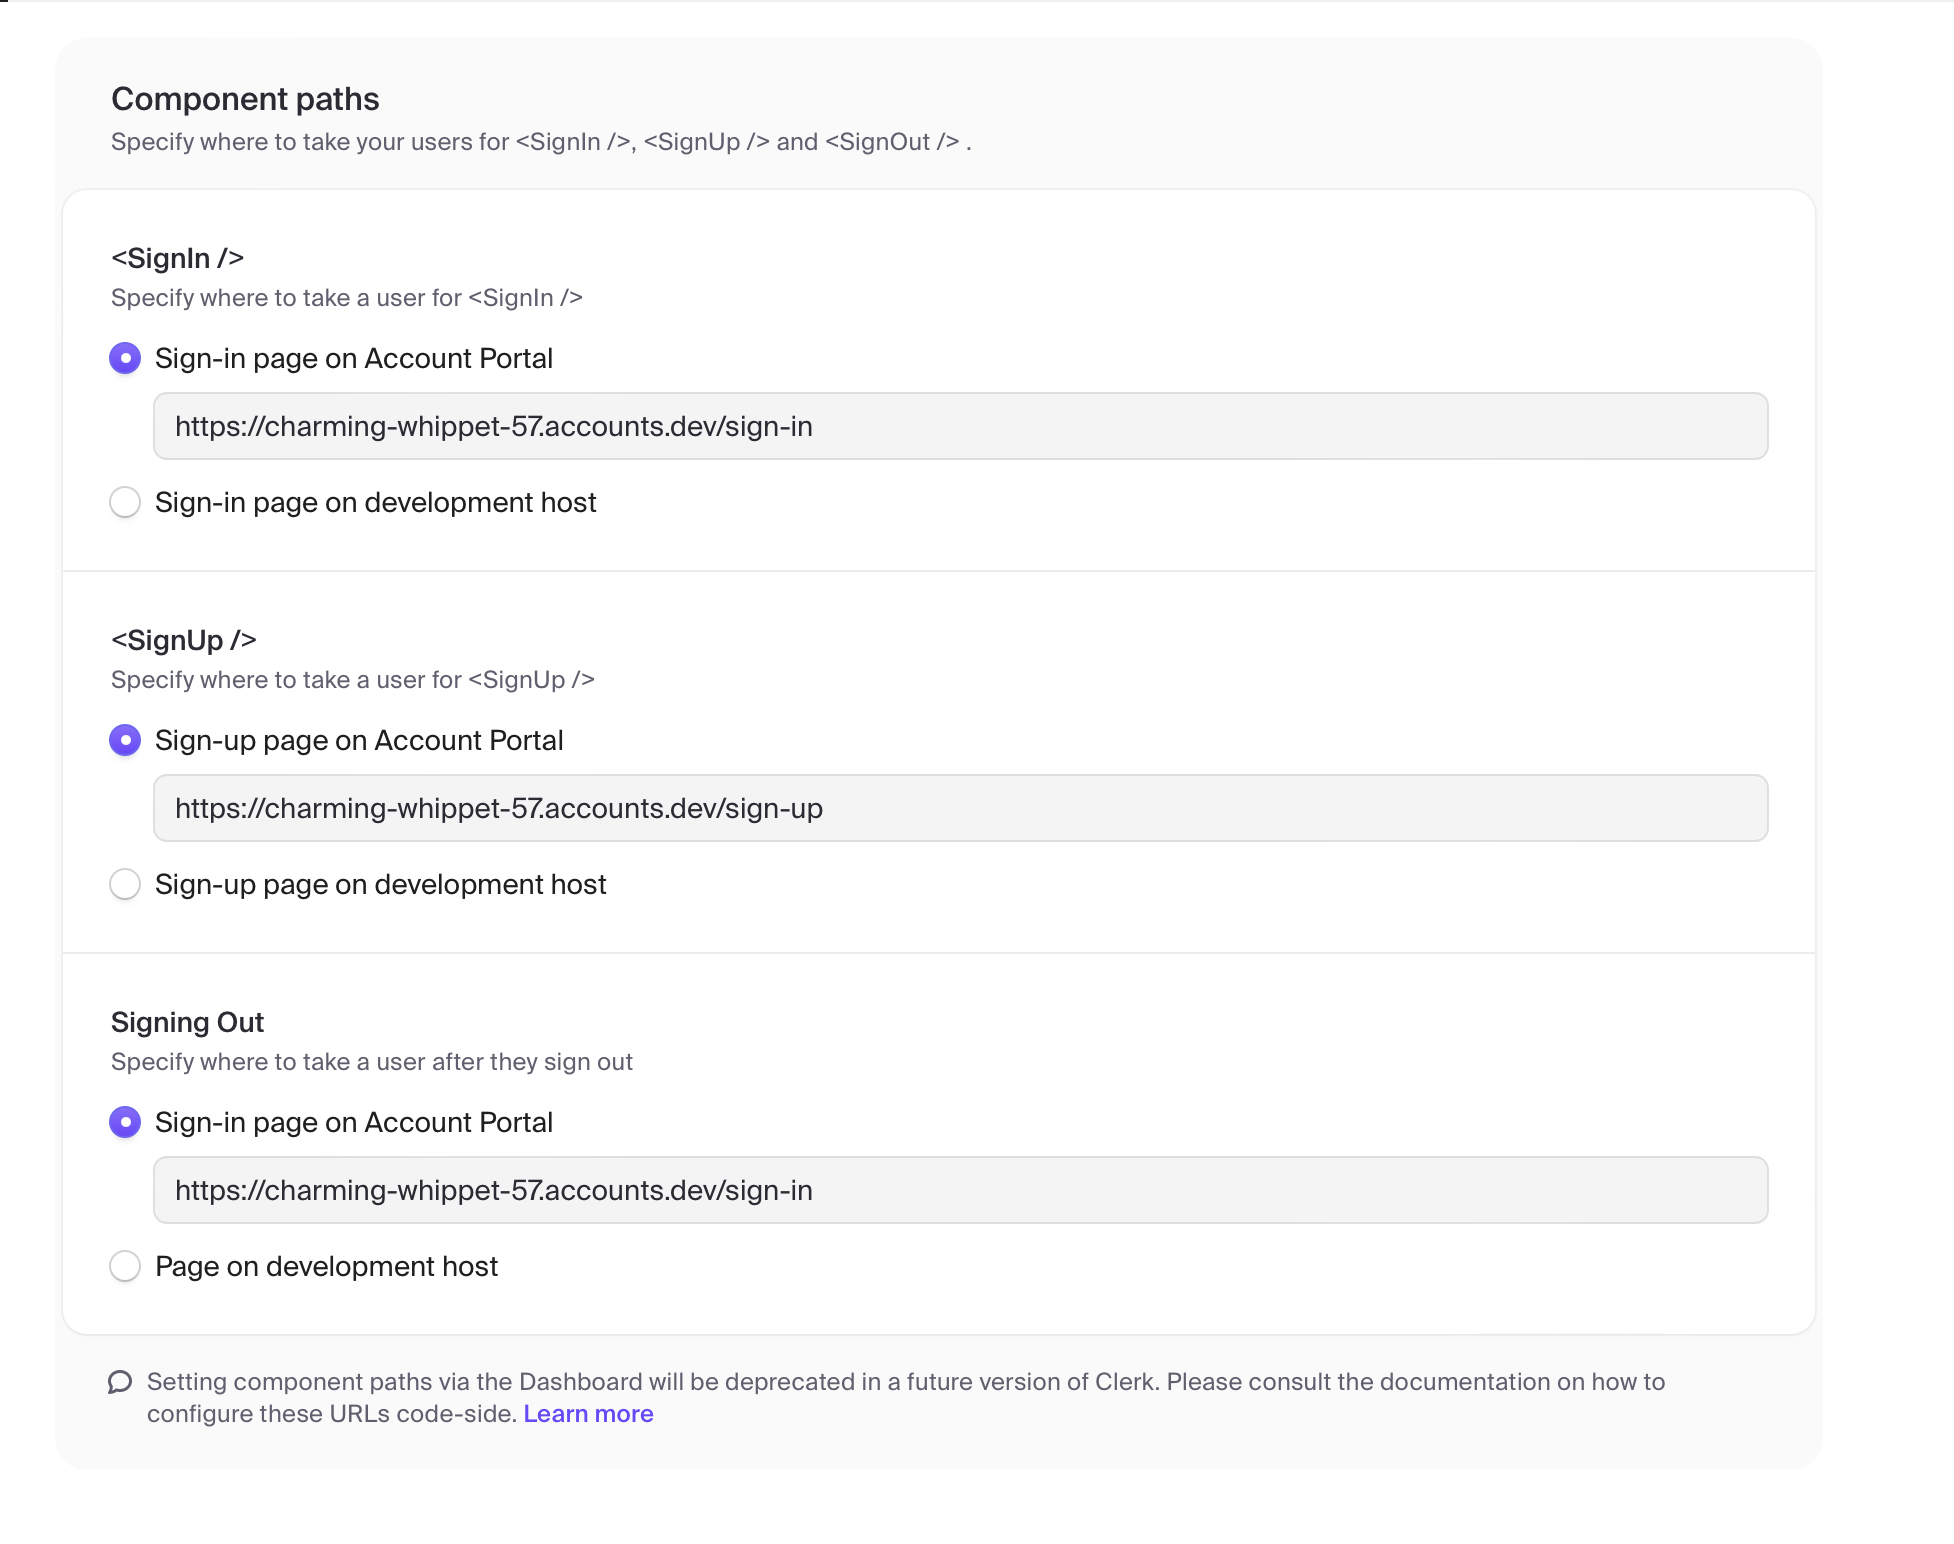 Component paths
Specify where to take your users for <SignIn />, <SignUp /> and <SignOut /> .
<SignIn />
Specify where to take a user for <SignIn />
Sign-in page on Account Portal
https://charming-whippet-57.accounts.dev/sign-in
Sign-in page on development host
<SignUp />
Specify where to take a user for <SignUp />
Sign-up page on Account Portal
https://charming-whippet-57.accounts.dev/sign-up
Sign-up page on development host
Signing Out
Specify where to take a user after they sign out
Sign-in page on Account Portal
https://charming-whippet-57.accounts.dev/sign-in
Page on development host
Setting component paths via the Dashboard will be deprecated in a future version of Clerk. Please consult the documentation on how to
configure these URLs code-side. Learn more